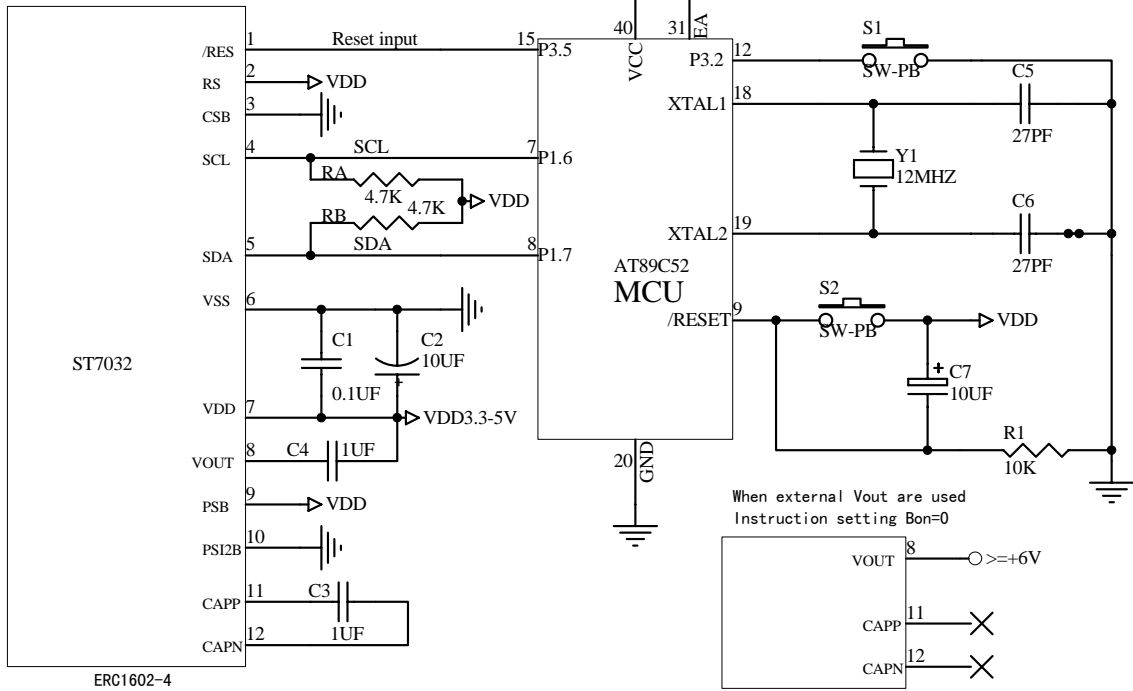 /RES
1
Reset input
15
P3.5
RS
2
VDD
CSB
3
SCL
4
SCL
7
P1.6
RA
4.7K
4.7K
VDD
RB
SDA
5
SDA
8
P1.7
VSS
6
C1
0.1UF
C2
10UF
+
VDD
7
VDD3.3-5V
VOUT
8
C4
1UF
PSB
9
VDD
PSI2B
10
CAPP
11
C3
1UF
CAPN
12
ST7032
ERC1602-4
40
VCC
31
EA
P3.2
12
S1
SW-PB
XTAL1
18
C5
27PF
Y1
12MHZ
XTAL2
19
C6
27PF
AT89C52
MCU
/RESET
9
S2
SW-PB
VDD
+
C7
10UF
R1
10K
20
GND
When external Vout are used
Instruction setting Bon=0
VOUT
8
>=+6V
CAPP
11
CAPN
12